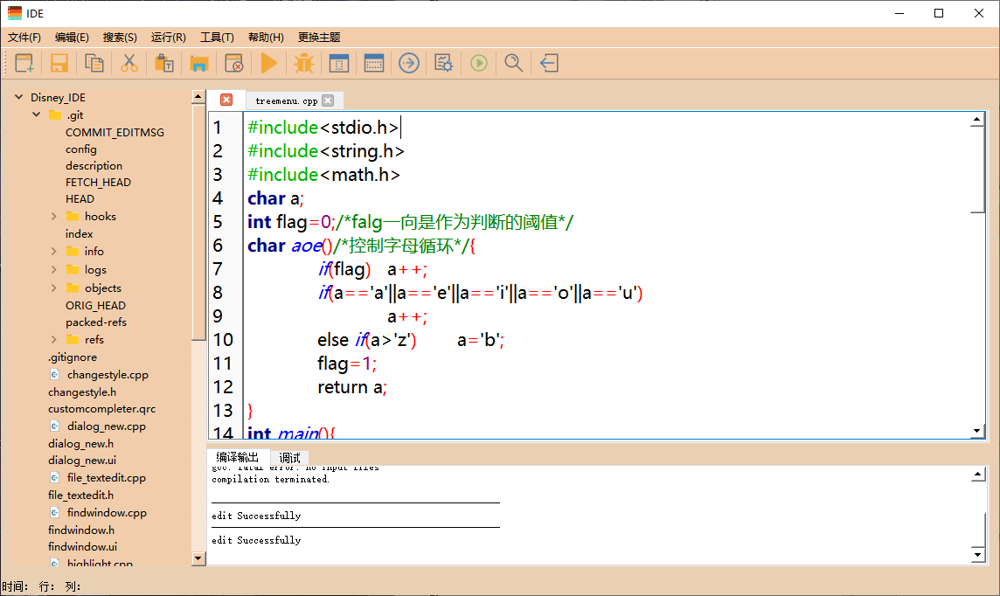 IDE
文件(F) 编辑(E) 搜索(S) 运行(R) 工具(T) 帮助(H) 更换主题
Disney_IDE
.git
COMMIT_EDITMSG
config
description
FETCH_HEAD
HEAD
hooks
index
info
logs
objects
ORIG_HEAD
packed-refs
refs
.gitignore
changestyle.cpp
changestyle.h
customcompleter.qrc
dialog_new.cpp
dialog_new.h
dialog_new.ui
file_textedit.cpp
file_textedit.h
findwindow.cpp
findwindow.h
findwindow.ui
highlight.cpp
treemenu.cpp
1 #include<stdio.h>
2 #include<string.h>
3 #include<math.h>
4 char a;
5 int flag=0;/*falg一向是作为判断的阈值*/
6 char aoe()/*控制字母循环*/{
7 if(flag) a++;
8 if(a=='a'||a=='e'||a=='i'||a=='o'||a=='u')
9 a++;
10 else if(a>'z') a='b';
11 flag=1;
12 return a;
13 }
14 int main(){
编译输出 调试
gcc: fatal error: no input files
compilation terminated.
edit Successfully
edit Successfully
时间: 行: 列: